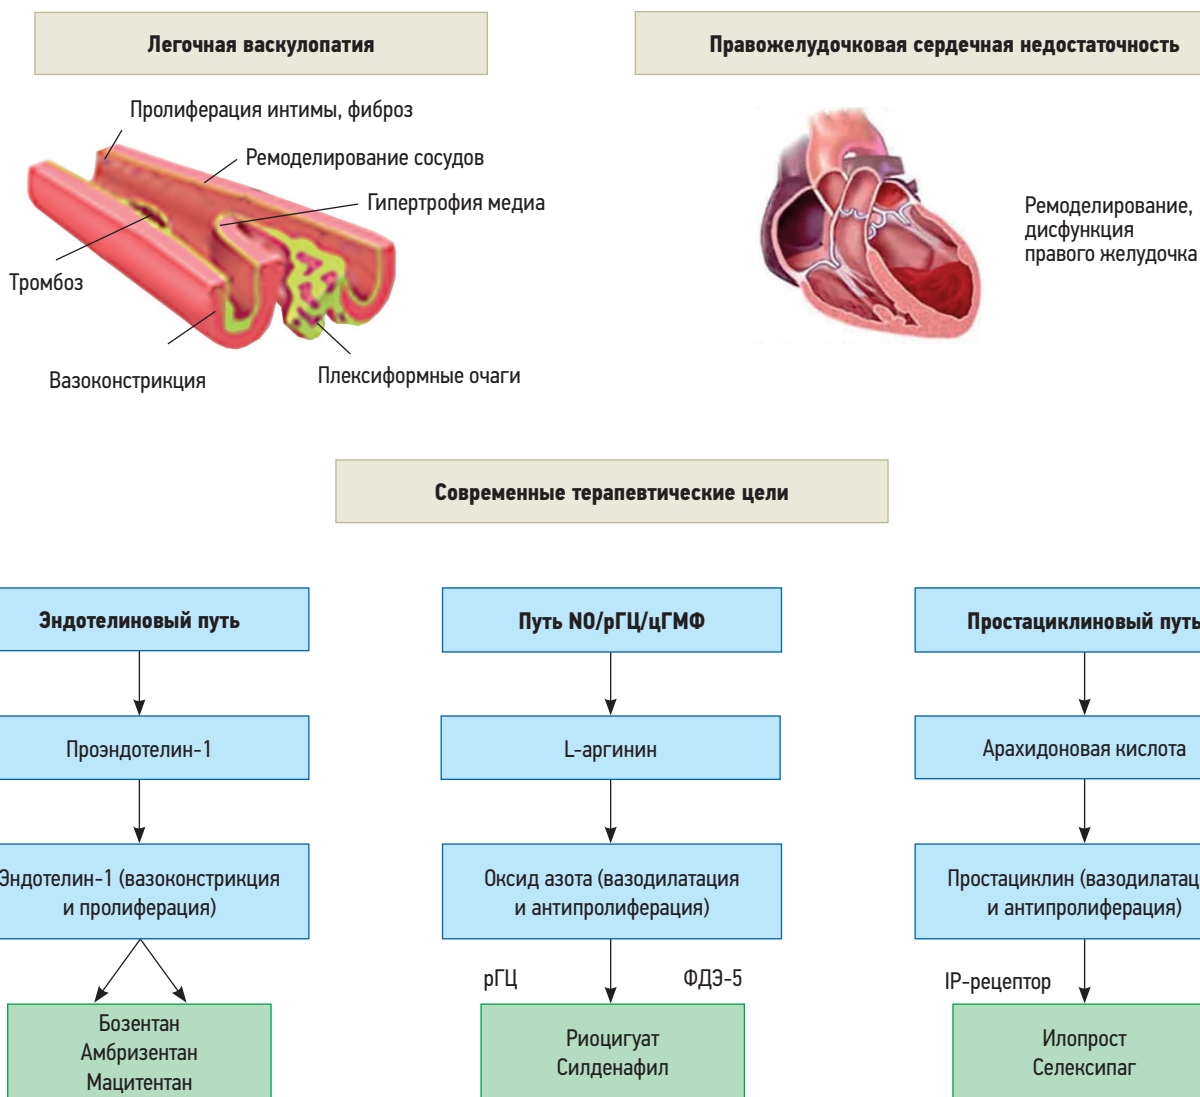 Легочная васкулопатия
Правожелудочковая сердечная недостаточность
Пролиферация интимы, фиброз
Ремоделирование сосудов
Гипертрофия медиа
Тромбоз
Вазоконстрикция
Плексиформные очаги
Ремоделирование,
дисфункция
правого желудочка
Современные терапевтические цели
Эндотелиновый путь
Путь NO/рГЦ/цГМФ
Простациклиновый путь
Проэндотелин-1
L-аргинин
Арахидоновая кислота
Эндотелин-1 (вазоконстрикция
и пролиферация)
Оксид азота (вазодилатация
и антипролиферация)
Простациклин (вазодилатац
и антипролиферация)
рГЦ
ФДЭ-5
IP-рецептор
Бозентан
Амбризентан
Мацитентан
Риоцигуат
Силденафил
Илопрост
Селексипаг